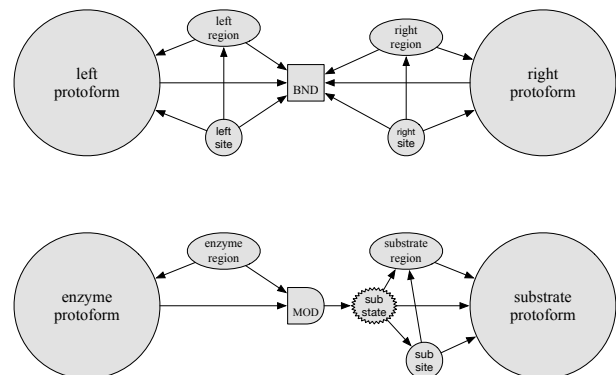 left
region
right
region
left
protoform
BND
right
protoform
left
site
right
site
enzyme
region
substrate
region
enzyme
protoform
MOD
sub
state
substrate
protoform
sub
site